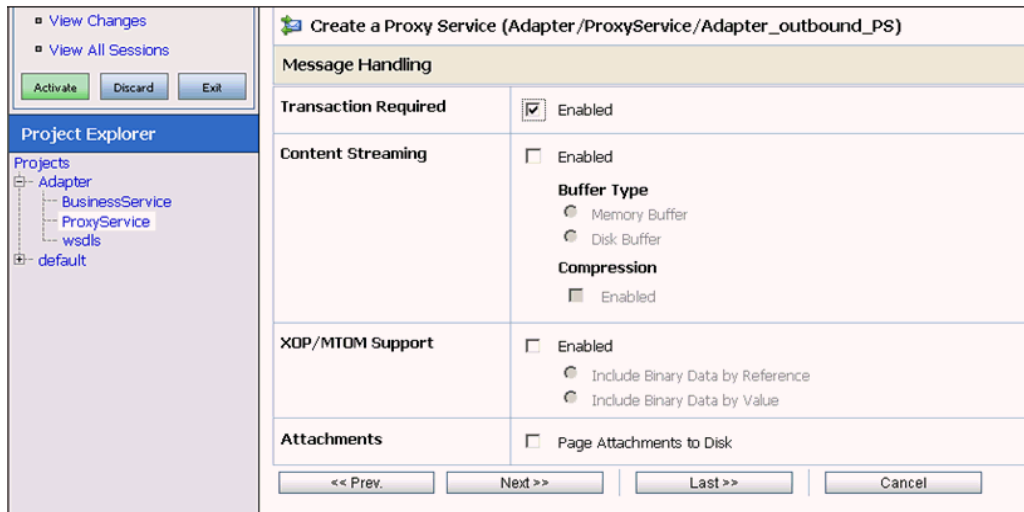 View Changes
View All Sessions
Activate Discard Exit
Project Explorer
Projects
Adapter
BusinessService
ProxyService
wsdls
default
Create a Proxy Service (Adapter/ProxyService/Adapter_outbound_PS)
Message Handling
Transaction Required Enabled
Content Streaming Enabled
Buffer Type
Memory Buffer
Disk Buffer
Compression
Enabled
XOP/MTOM Support Enabled
Include Binary Data by Reference
Include Binary Data by Value
Attachments Page Attachments to Disk
<< Prev. Next >> Last >> Cancel